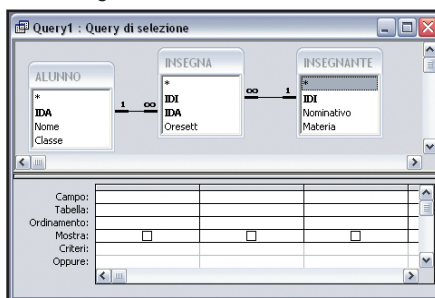 Query1 : Query di selezione
ALUNNO
*
IDA
Nome
Classe
1
∞
INSEGNA
*
IDI
IDA
Oresett
∞
1
INSEGNANTE
*
IDI
Nominativo
Materia
Campo:
Tabella:
Ordinamento:
Mostra:
Criteri:
Oppure: